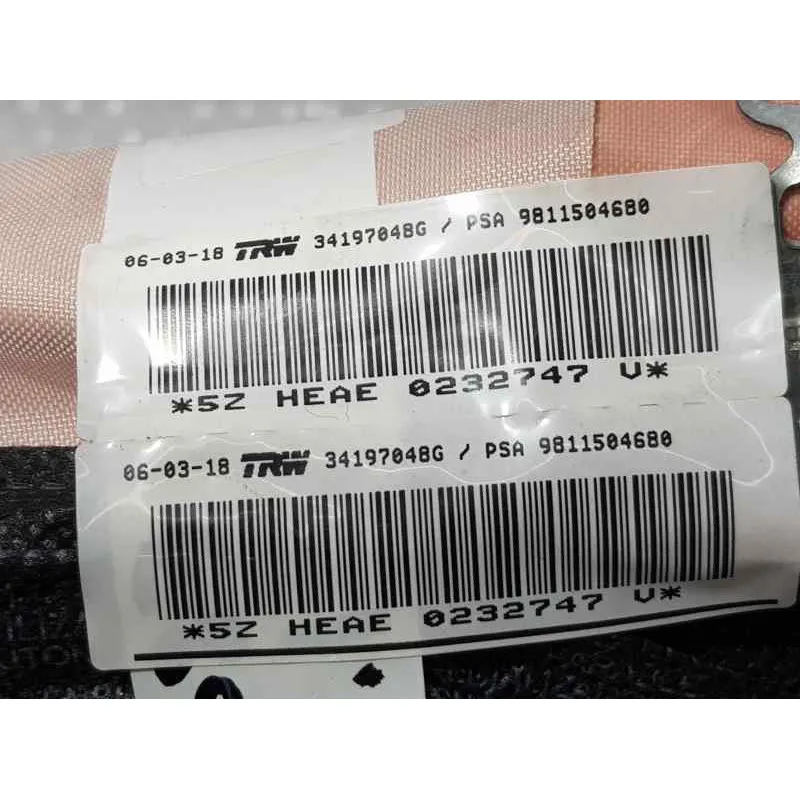 06-03-18 TRW 34197048G / PSA 9811504680
*5Z HEAE 0232747 V*
06-03-18 TRW 34197048G / PSA 9811504680
*5Z HEAE 0232747 V*